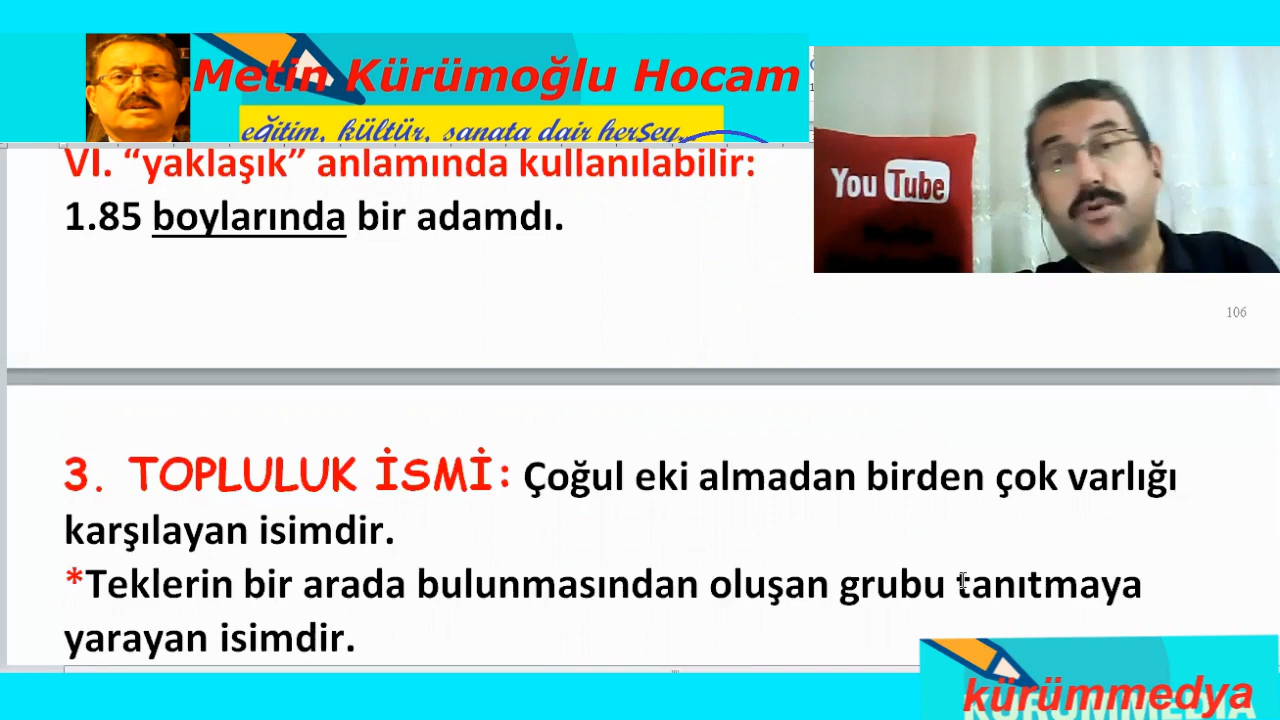 Metin Kürümoğlu Hocam
eğitim, kültür, sanata dair herşey..
VI. “yaklaşık” anlamında kullanılabilir:
1.85 boylarında bir adamdı.
You Tube
106
3. TOPLULUK İSMİ: Çoğul eki almadan birden çok varlığı
karşılayan isimdir.
*Teklerin bir arada bulunmasından oluşan grubu tanıtmaya
yarayan isimdir.
kürümmedya
KÜRÜMMEDIA